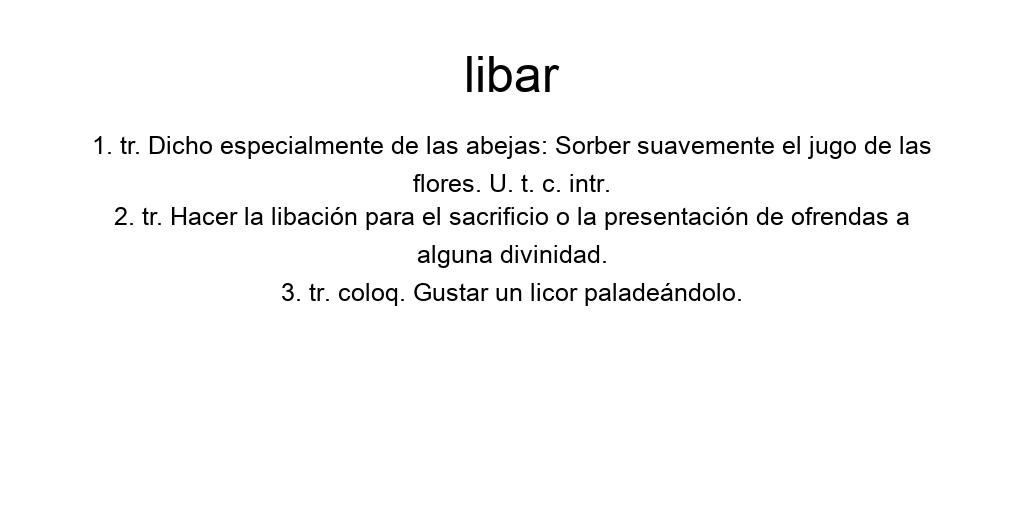 libar
1. tr. Dicho especialmente de las abejas: Sorber suavemente el jugo de las
flores. U. t. c. intr.
2. tr. Hacer la libación para el sacrificio o la presentación de ofrendas a
alguna divinidad.
3. tr. coloq. Gustar un licor paladeándolo.